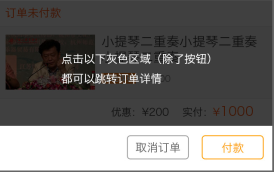 订单未付款
小提琴二重奏小提琴二重奏
点击以下灰色区域（除了按钮）
都可以跳转订单详情
优惠：¥200 实付：¥1000
取消订单 付款